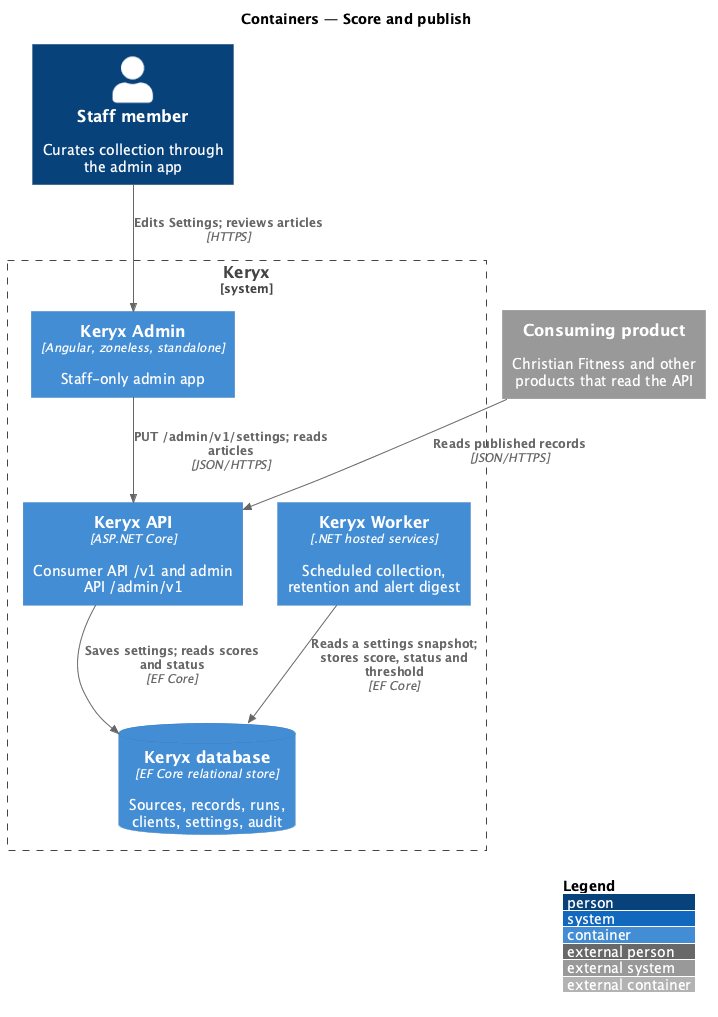 Containers — Score and publish
Staff member
Curates collection through
the admin app
Edits Settings; reviews articles
[HTTPS]
Keryx
[system]
Keryx Admin
[Angular, zoneless, standalone]
Staff-only admin app
Consuming product
Christian Fitness and other
products that read the API
PUT /admin/v1/settings; reads
articles
[JSON/HTTPS]
Reads published records
[JSON/HTTPS]
Keryx API
[ASP.NET Core]
Consumer API /v1 and admin
API /admin/v1
Keryx Worker
[.NET hosted services]
Scheduled collection,
retention and alert digest
Saves settings; reads scores
and status
[EF Core]
Reads a settings snapshot;
stores score, status and
threshold
[EF Core]
Keryx database
[EF Core relational store]
Sources, records, runs,
clients, settings, audit
Legend
person
system
container
external person
external system
external container